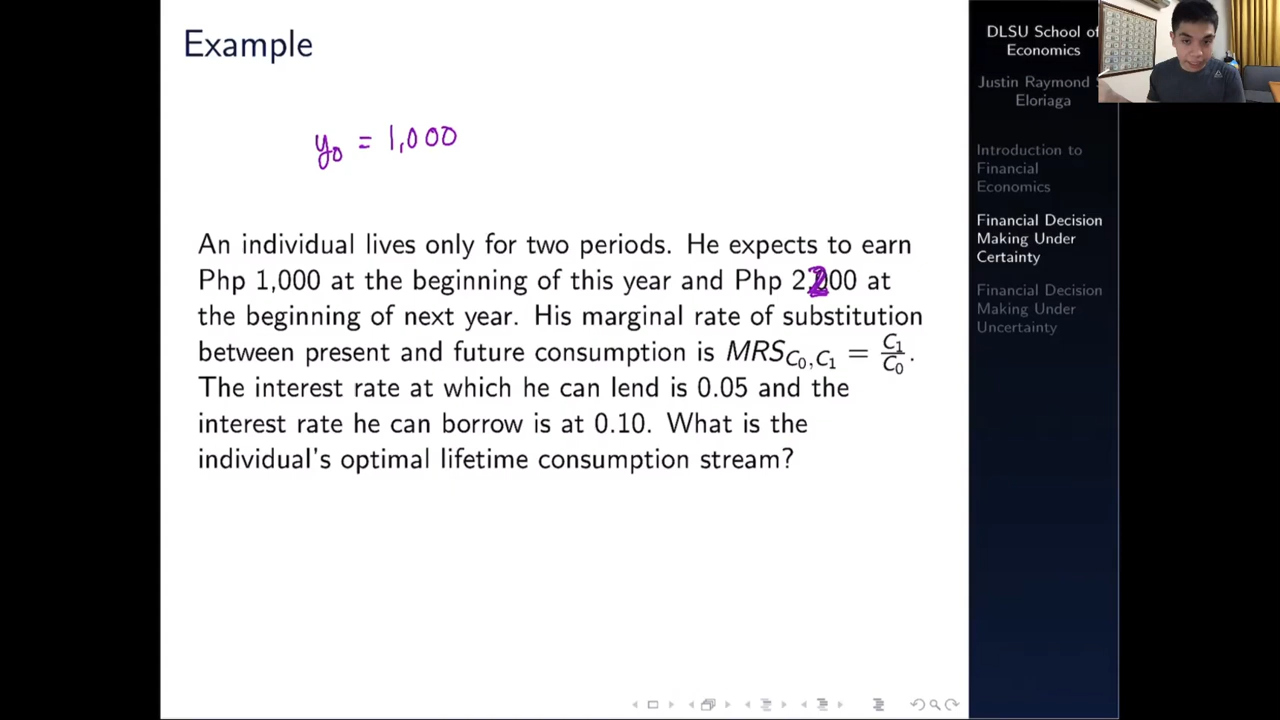 Example
y₀ = 1,000
An individual lives only for two periods. He expects to earn
Php 1,000 at the beginning of this year and Php 2,200 at
the beginning of next year. His marginal rate of substitution
between present and future consumption is MRS_{C₀,C₁} = C₁/C₀.
The interest rate at which he can lend is 0.05 and the
interest rate he can borrow is at 0.10. What is the
individual's optimal lifetime consumption stream?
DLSU School of
Economics
Justin Raymond
Eloriaga
Introduction to
Financial
Economics
Financial Decision
Making Under
Certainty
Financial Decision
Making Under
Uncertainty